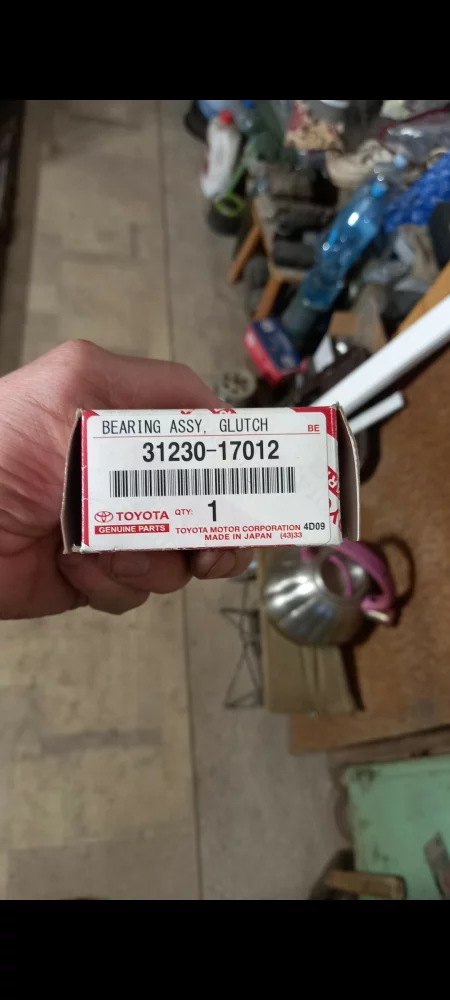 BEARING ASSY, GLUTCH
BE
31230-17012
TOYOTA QTY: 1
GENUINE PARTS
TOYOTA MOTOR CORPORATION 4D09
MADE IN JAPAN (43)33